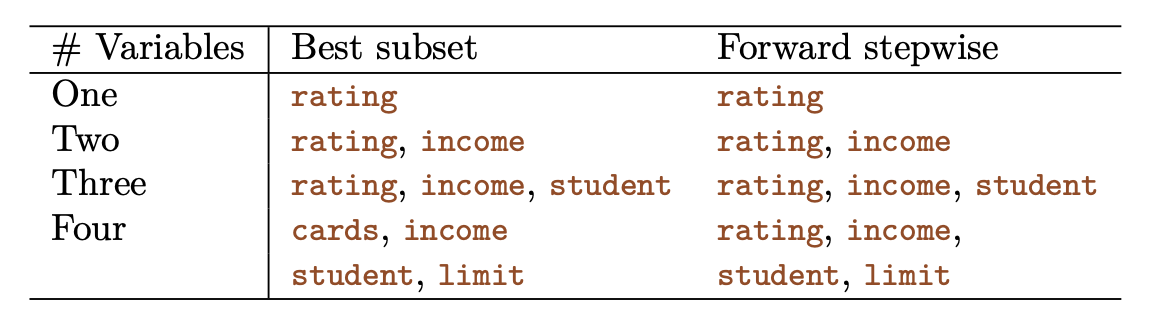 # Variables Best subset Forward stepwise
One rating rating
Two rating, income rating, income
Three rating, income, student rating, income, student
Four cards, income rating, income,
student, limit student, limit